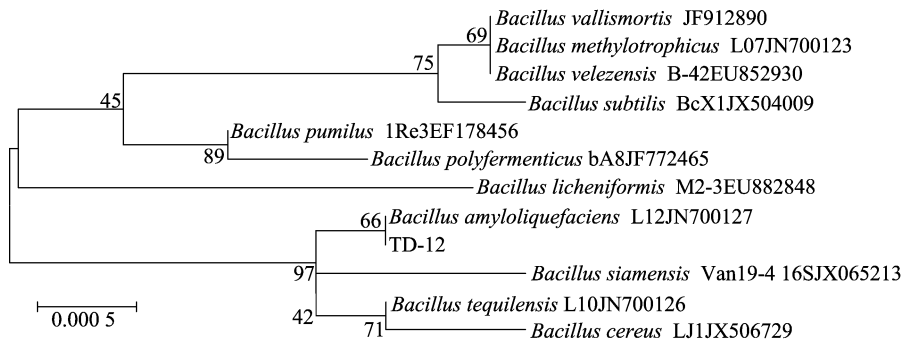 Bacillus vallismortis JF912890
69
Bacillus methylotrophicus L07JN700123
75
Bacillus velezensis B-42EU852930
45
Bacillus subtilis BcX1JX504009
Bacillus pumilus 1Re3EF178456
89
Bacillus polyfermenticus bA8JF772465
Bacillus licheniformis M2-3EU882848
66
Bacillus amyloliquefaciens L12JN700127
TD-12
97
Bacillus siamensis Van19-4 16SJX065213
Bacillus tequilensis L10JN700126
42
71
Bacillus cereus LJ1JX506729
0.000 5